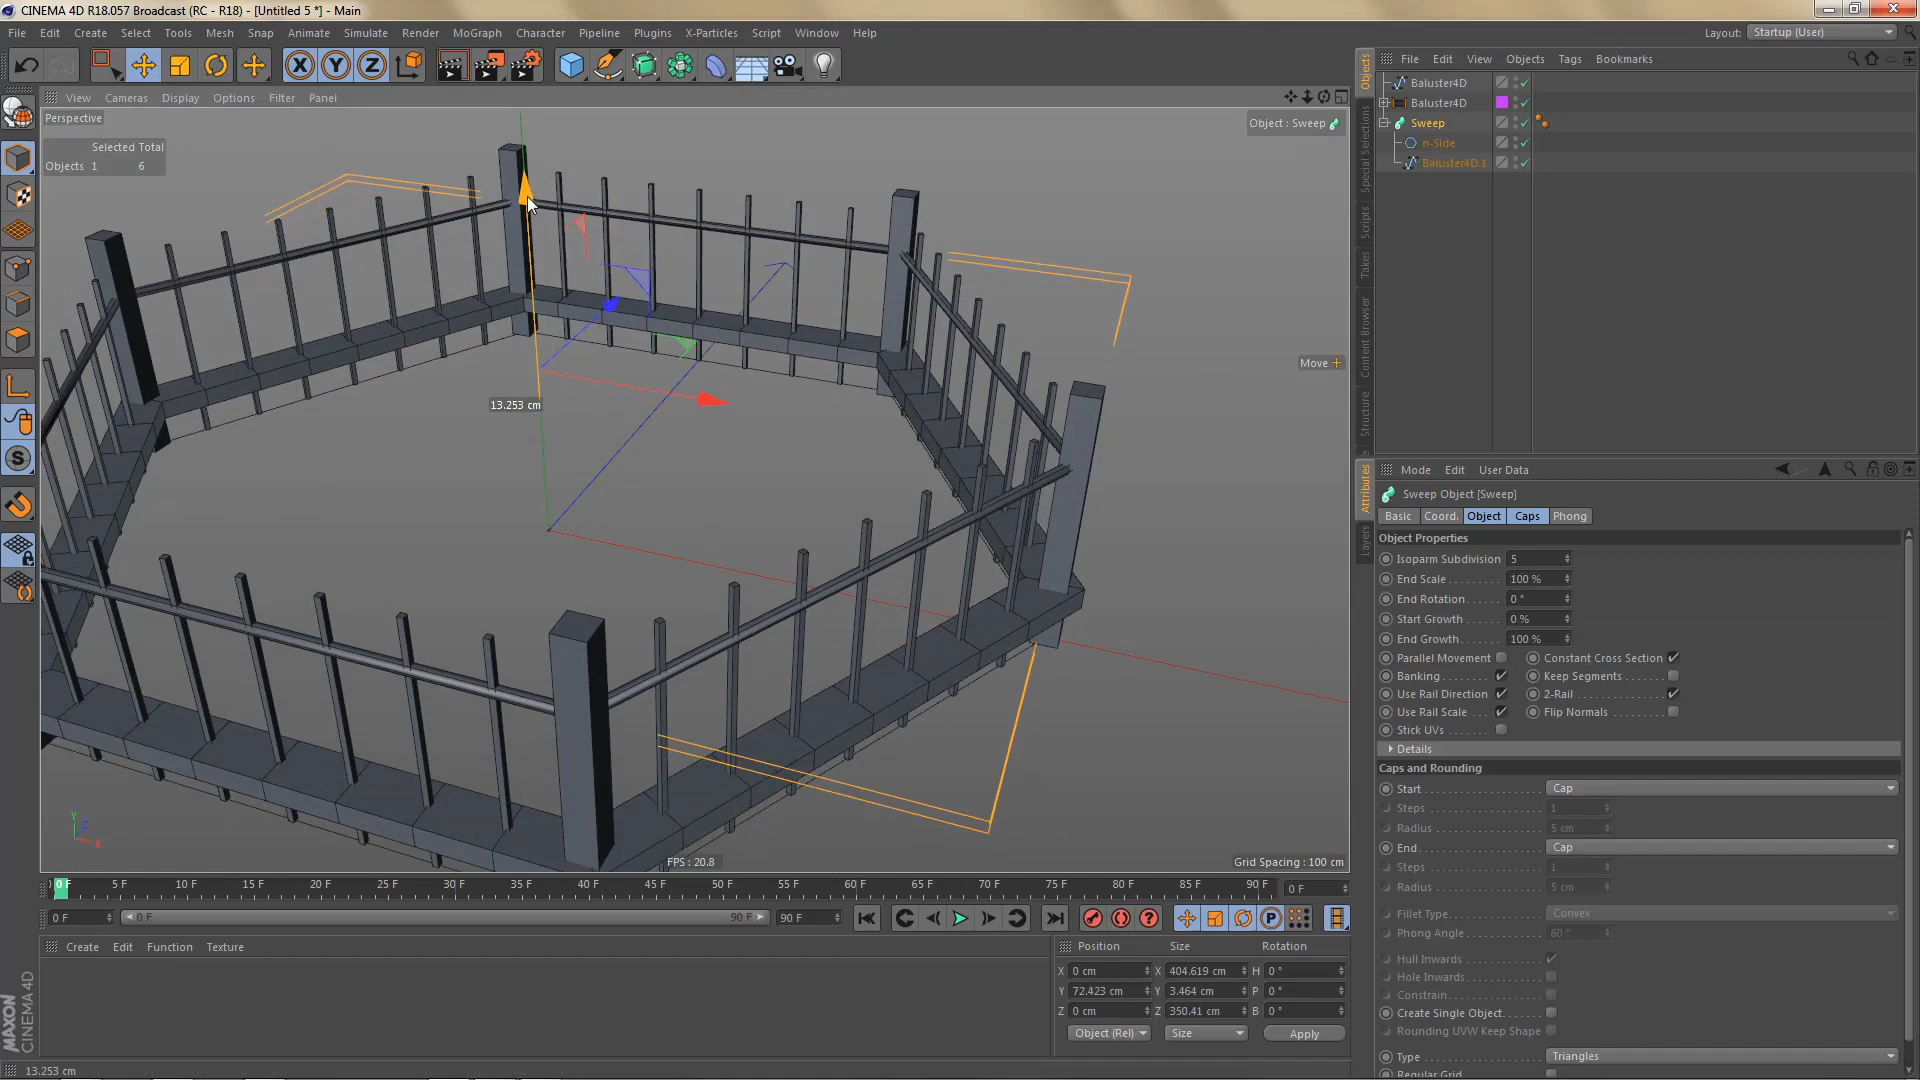 CINEMA 4D R18.057 Broadcast (RC - R18) - [Untitled 5 *] - Main
File Edit Create Select Tools Mesh Snap Animate Simulate Render MoGraph Character Pipeline Plugins X-Particles Script Window Help
Layout: Startup (User)
View Cameras Display Options Filter Panel
Perspective
Object : Sweep
Selected Total
Objects 1 6
Move
13.253 cm
FPS : 20.8
Grid Spacing : 100 cm
Y
Z
X
0 F 5 F 10 F 15 F 20 F 25 F 30 F 35 F 40 F 45 F 50 F 55 F 60 F 65 F 70 F 75 F 80 F 85 F 90 F
0 F
0 F 0 F 90 F 90 F
Create Edit Function Texture
Position Size Rotation
X 0 cm X 404.619 cm H 0 °
Y 72.423 cm Y 3.464 cm P 0 °
Z 0 cm Z 350.41 cm B 0 °
Object (Rel) Size Apply
MAXON
CINEMA 4D
13.253 cm
File Edit View Objects Tags Bookmarks
Baluster4D
Baluster4D
Sweep
n-Side
Baluster4D.1
Objects
Special Selections
Scripts
Takes
Content Browser
Structure
Attributes
Layers
Mode Edit User Data
Sweep Object [Sweep]
Basic Coord. Object Caps Phong
Object Properties
Isoparm Subdivision 5
End Scale 100 %
End Rotation 0 °
Start Growth 0 %
End Growth 100 %
Parallel Movement Constant Cross Section
Banking Keep Segments
Use Rail Direction 2-Rail
Use Rail Scale Flip Normals
Stick UVs
Details
Caps and Rounding
Start Cap
Steps 1
Radius 5 cm
End Cap
Steps 1
Radius 5 cm
Fillet Type Convex
Phong Angle 60 °
Hull Inwards
Hole Inwards
Constrain
Create Single Object
Rounding UVW Keep Shape
Type Triangles
Regular Grid